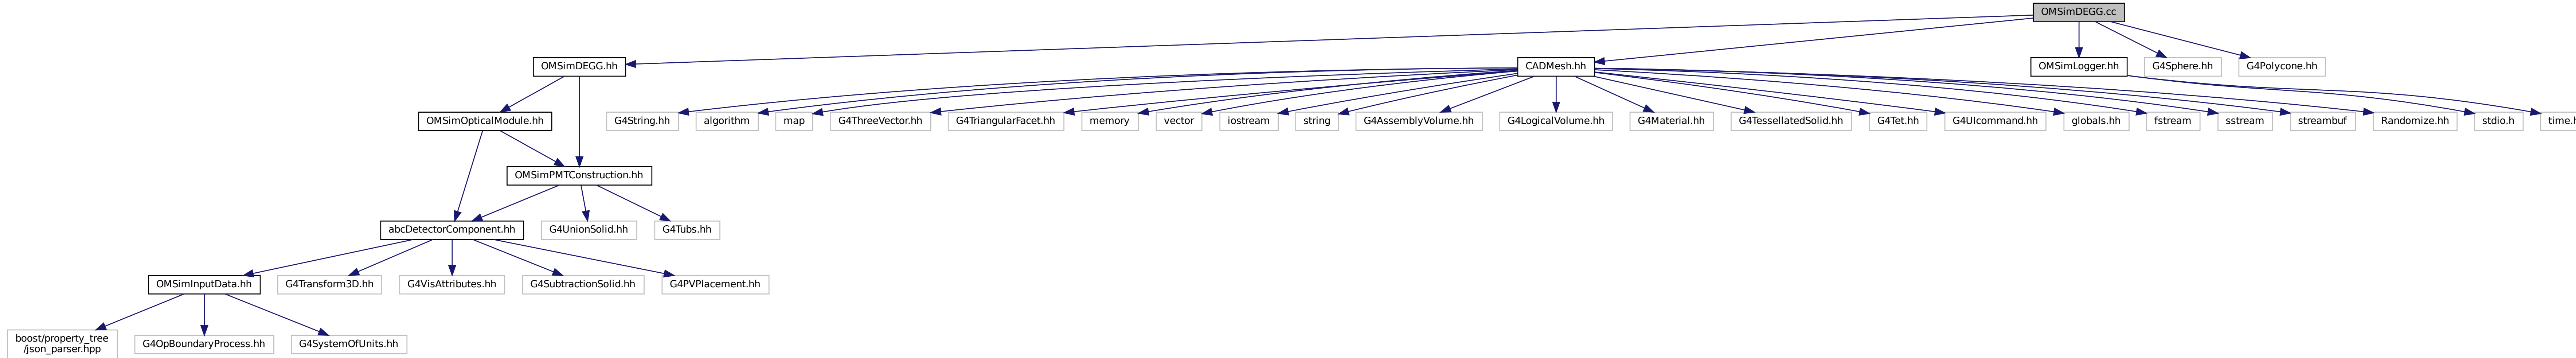 OMSimDEGG.cc
OMSimDEGG.hh
CADMesh.hh
OMSimLogger.hh
G4Sphere.hh
G4Polycone.hh
OMSimOpticalModule.hh
G4String.hh
algorithm
map
G4ThreeVector.hh
G4TriangularFacet.hh
memory
vector
iostream
string
G4AssemblyVolume.hh
G4LogicalVolume.hh
G4Material.hh
G4TessellatedSolid.hh
G4Tet.hh
G4UIcommand.hh
globals.hh
fstream
sstream
streambuf
Randomize.hh
stdio.h
time.h
OMSimPMTConstruction.hh
abcDetectorComponent.hh
G4UnionSolid.hh
G4Tubs.hh
OMSimInputData.hh
G4Transform3D.hh
G4VisAttributes.hh
G4SubtractionSolid.hh
G4PVPlacement.hh
boost/property_tree
/json_parser.hpp
G4OpBoundaryProcess.hh
G4SystemOfUnits.hh